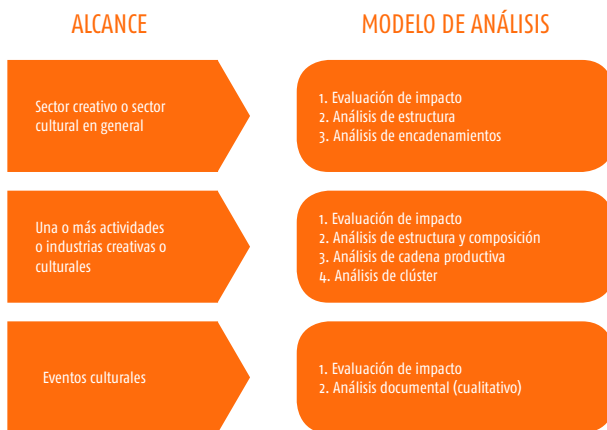 ALCANCE
MODELO DE ANÁLISIS
Sector creativo o sector
cultural en general
1. Evaluación de impacto
2. Análisis de estructura
3. Análisis de encadenamientos
Una o más actividades
o industrias creativas o
culturales
1. Evaluación de impacto
2. Análisis de estructura y composición
3. Análisis de cadena productiva
4. Análisis de clúster
Eventos culturales
1. Evaluación de impacto
2. Análisis documental (cualitativo)